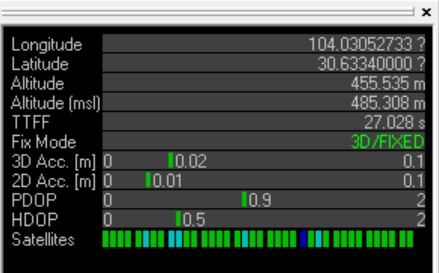 Longitude 104.03052733 ?
Latitude 30.63340000 ?
Altitude 455.535 m
Altitude (msl) 485.308 m
TTFF 27.028 s
Fix Mode 3D/FIXED
3D Acc. [m] 0 0.02 0.1
2D Acc. [m] 0 0.01 0.1
PDOP 0 0.9 2
HDOP 0 0.5 2
Satellites